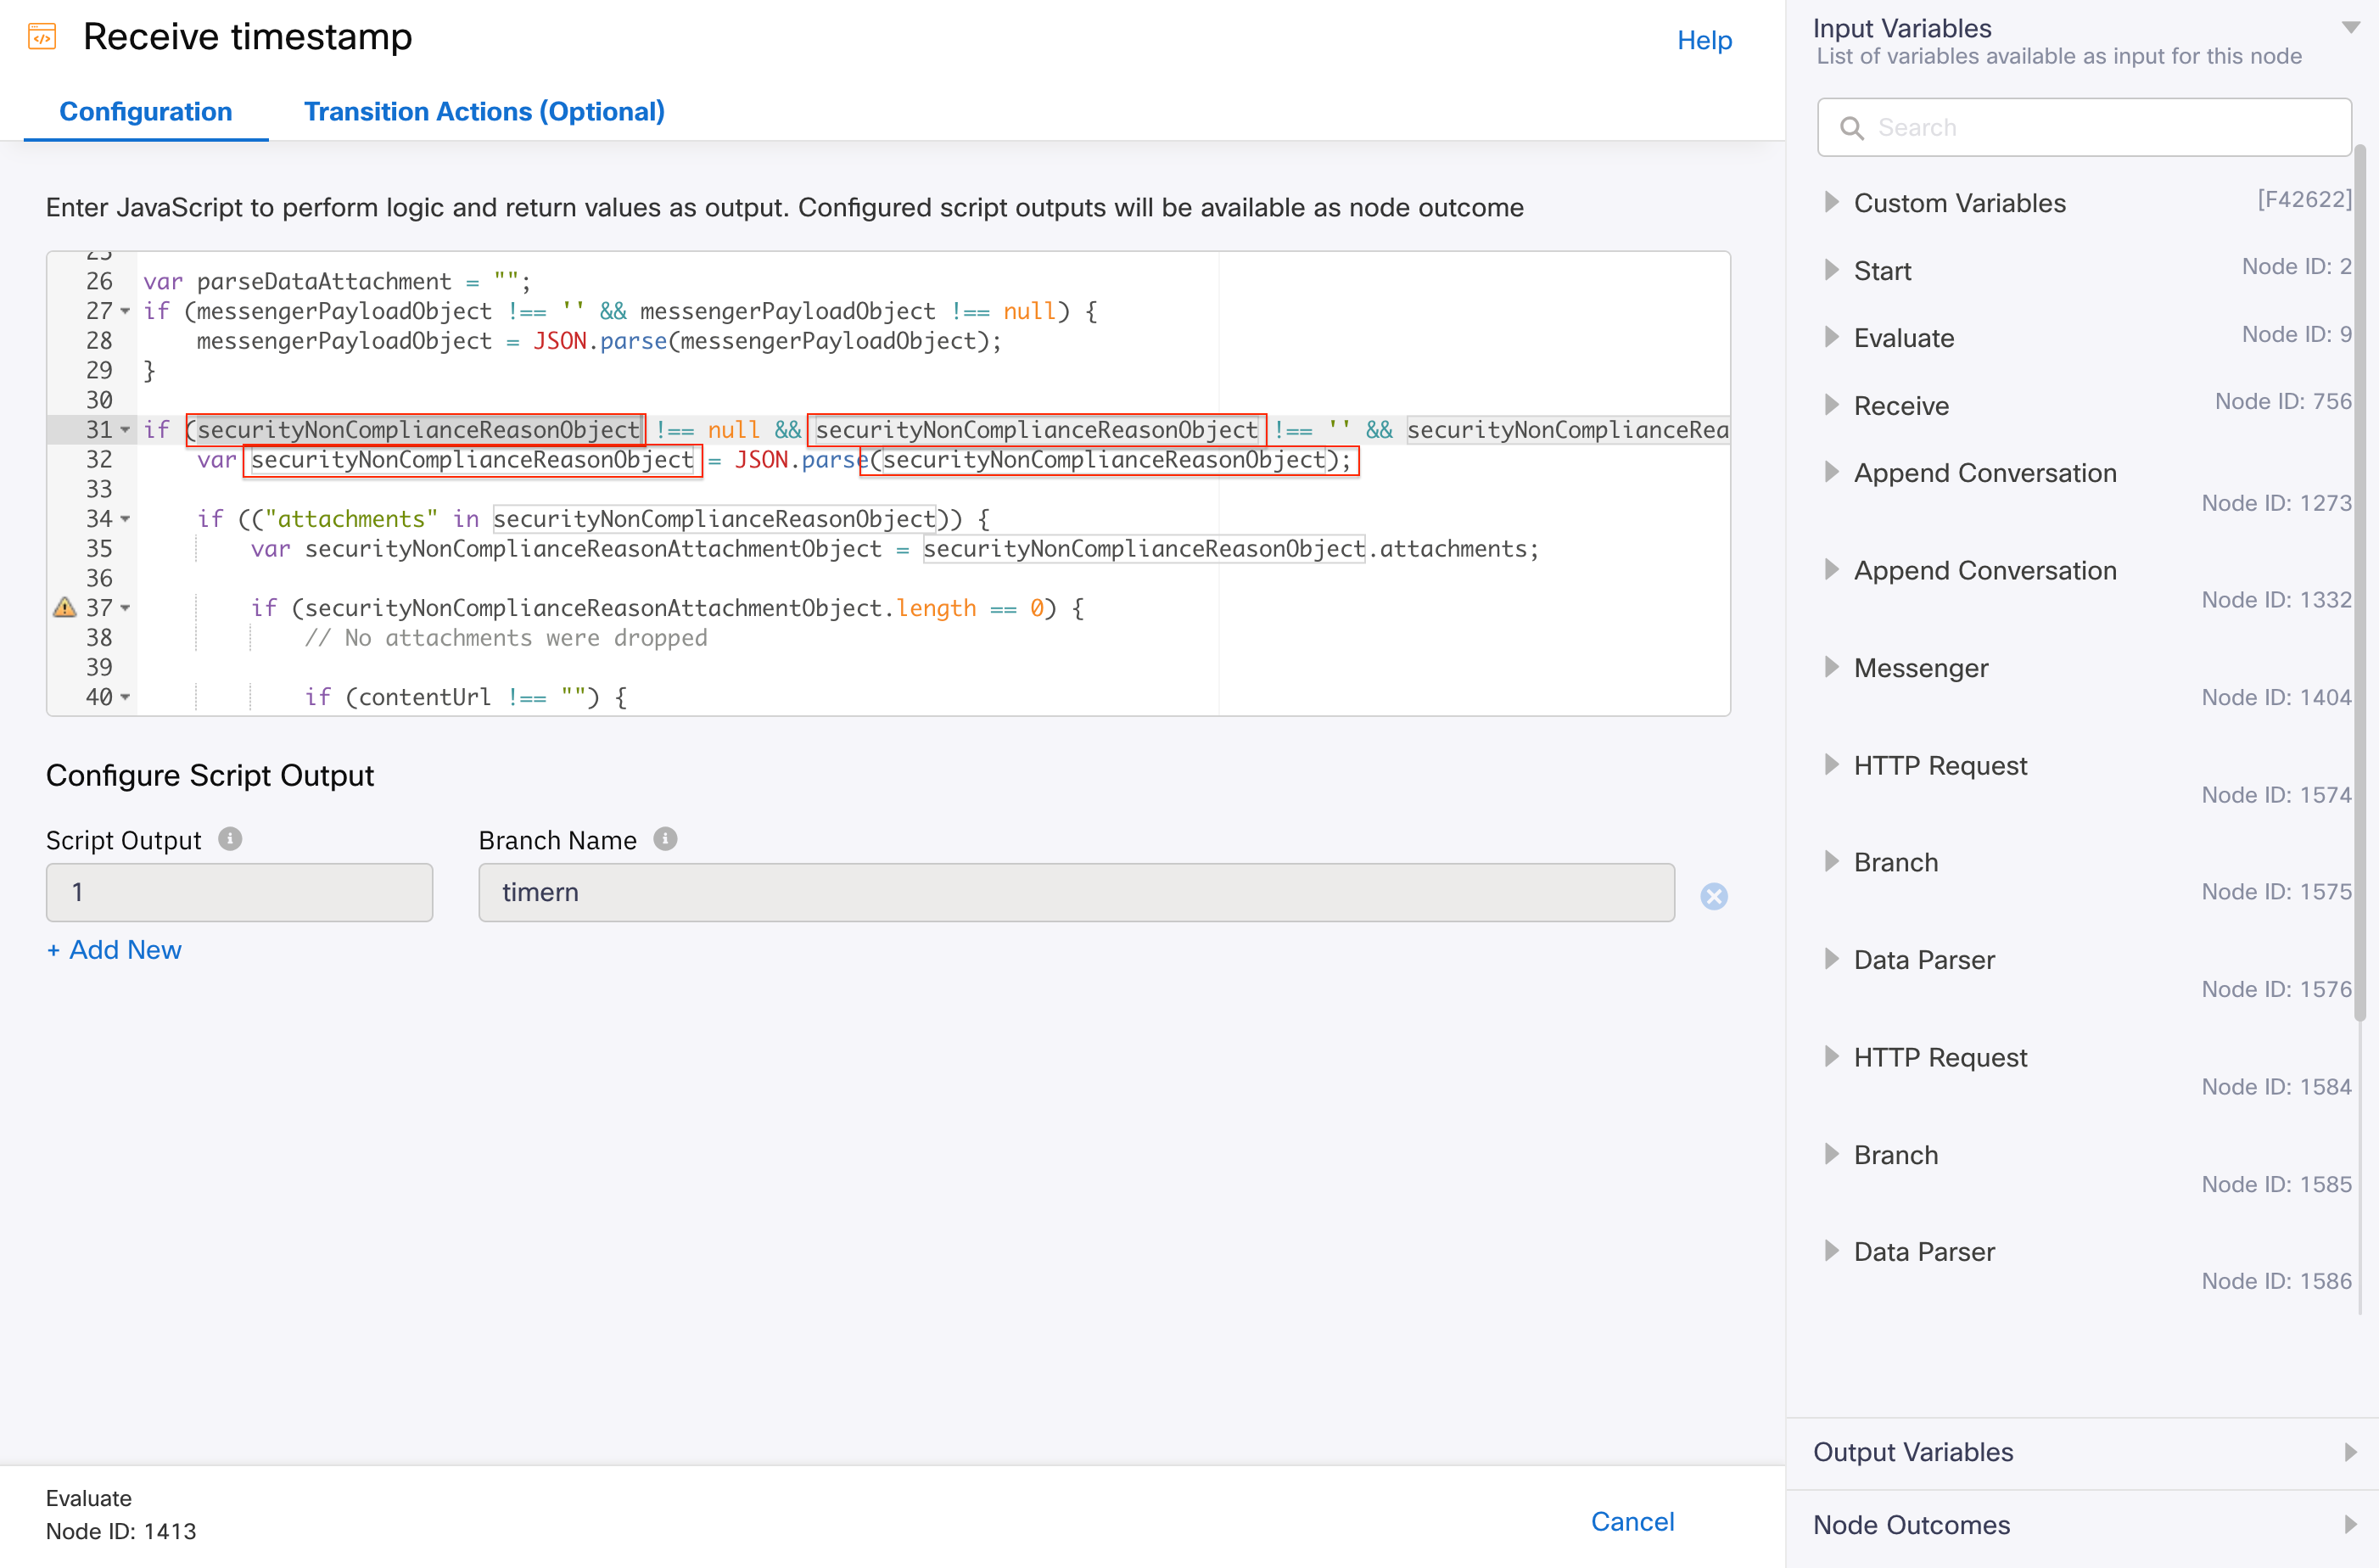 Receive timestamp
Help
Configuration
Transition Actions (Optional)
Enter JavaScript to perform logic and return values as output. Configured script outputs will be available as node outcome
25
26 var parseDataAttachment = "";
27 if (messengerPayloadObject !== '' && messengerPayloadObject !== null) {
28 messengerPayloadObject = JSON.parse(messengerPayloadObject);
29 }
30
31 if (securityNonComplianceReasonObject !== null && securityNonComplianceReasonObject !== '' && securityNonComplianceRea
32 var securityNonComplianceReasonObject = JSON.parse(securityNonComplianceReasonObject);
33
34 if (("attachments" in securityNonComplianceReasonObject)) {
35 var securityNonComplianceReasonAttachmentObject = securityNonComplianceReasonObject.attachments;
36
37 if (securityNonComplianceReasonAttachmentObject.length == 0) {
38 // No attachments were dropped
39
40 if (contentUrl !== "") {
Configure Script Output
Script Output
Branch Name
1
timern
+ Add New
Evaluate
Node ID: 1413
Cancel
Input Variables
List of variables available as input for this node
Search
Custom Variables [F42622]
Start Node ID: 2
Evaluate Node ID: 9
Receive Node ID: 756
Append Conversation
Node ID: 1273
Append Conversation
Node ID: 1332
Messenger
Node ID: 1404
HTTP Request
Node ID: 1574
Branch
Node ID: 1575
Data Parser
Node ID: 1576
HTTP Request
Node ID: 1584
Branch
Node ID: 1585
Data Parser
Node ID: 1586
Output Variables
Node Outcomes